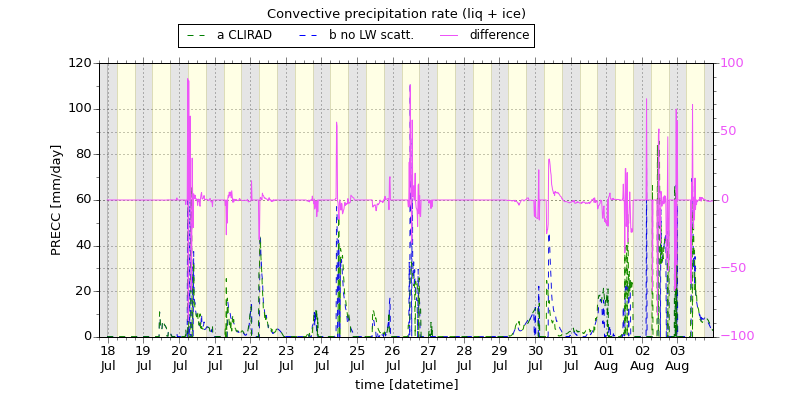 Convective precipitation rate (liq + ice)
a CLIRAD b no LW scatt. difference
120 100
100
80 50
60 0
40
20 −50
0 −100
PRECC [mm/day]
18 19 20 21 22 23 24 25 26 27 28 29 30 31 01 02 03
Jul Jul Jul Jul Jul Jul Jul Jul Jul Jul Jul Jul Jul Jul Aug Aug Aug
time [datetime]